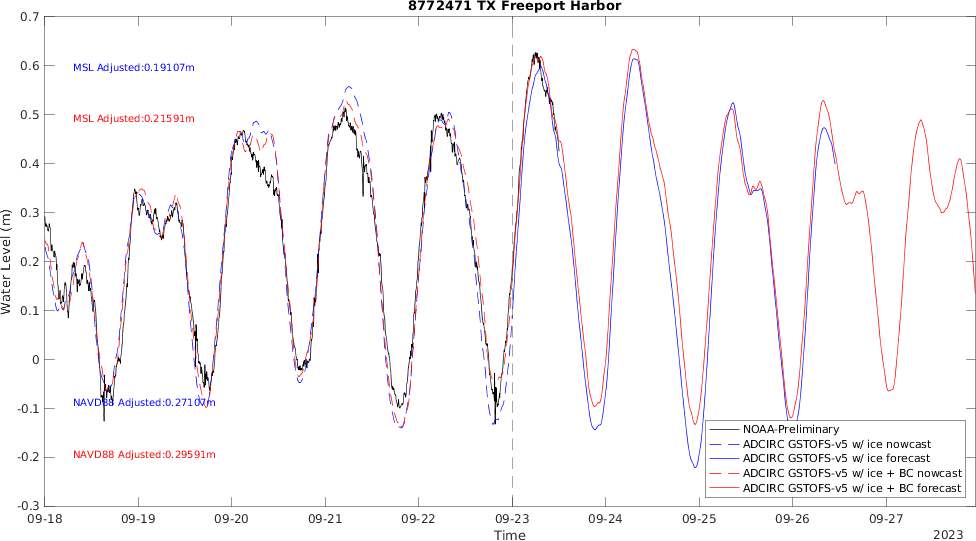 8772471 TX Freeport Harbor
0.7
0.6
0.5
0.4
0.3
0.2
0.1
0
-0.1
-0.2
-0.3
Water Level (m)
MSL Adjusted:0.19107m
MSL Adjusted:0.21591m
NAVD88 Adjusted:0.27107m
NAVD88 Adjusted:0.29591m
NOAA-Preliminary
ADCIRC GSTOFS-v5 w/ ice nowcast
ADCIRC GSTOFS-v5 w/ ice forecast
ADCIRC GSTOFS-v5 w/ ice + BC nowcast
ADCIRC GSTOFS-v5 w/ ice + BC forecast
09-18 09-19 09-20 09-21 09-22 09-23 09-24 09-25 09-26 09-27
Time
2023